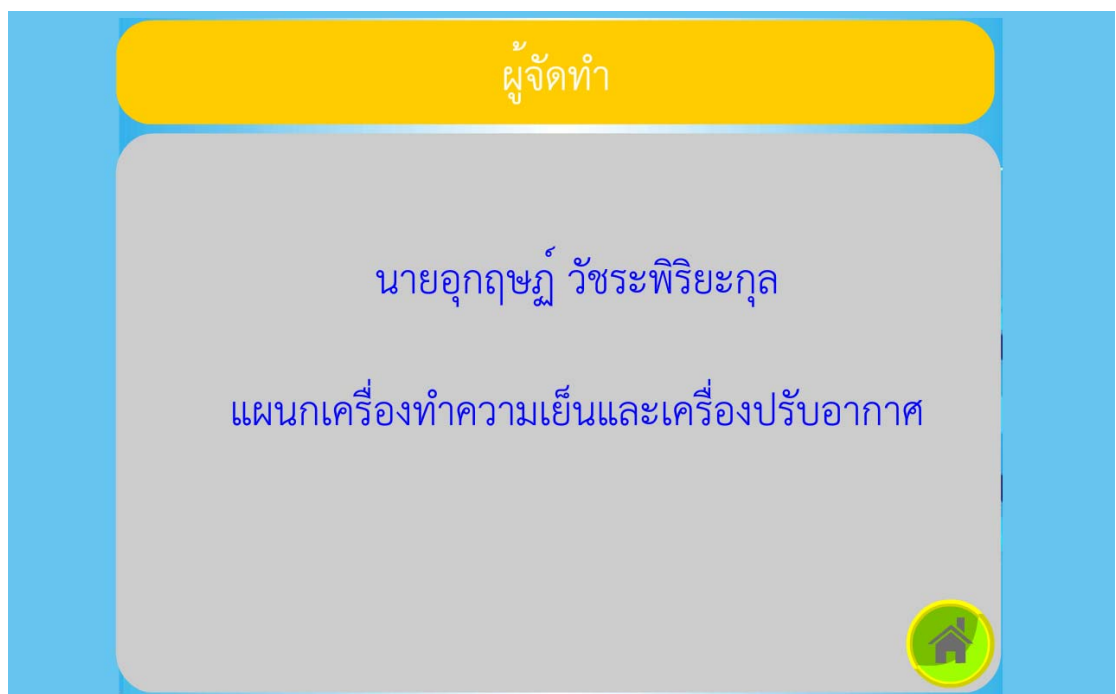 ผู้จัดทำ
นายอุกฤษฏ์ วัชระพิริยะกุล
แผนกเครื่องทำความเย็นและเครื่องปรับอากาศ